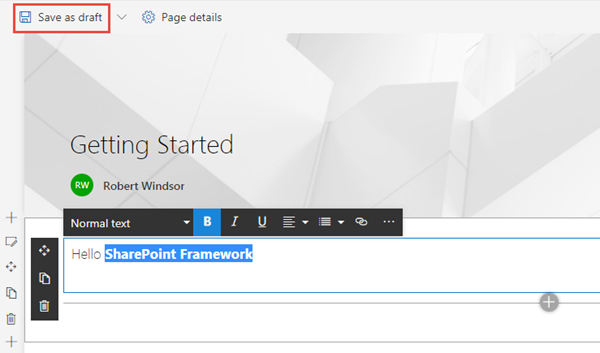 Save as draft Page details
Getting Started
RW Robert Windsor
Normal text B I U
Hello SharePoint Framework